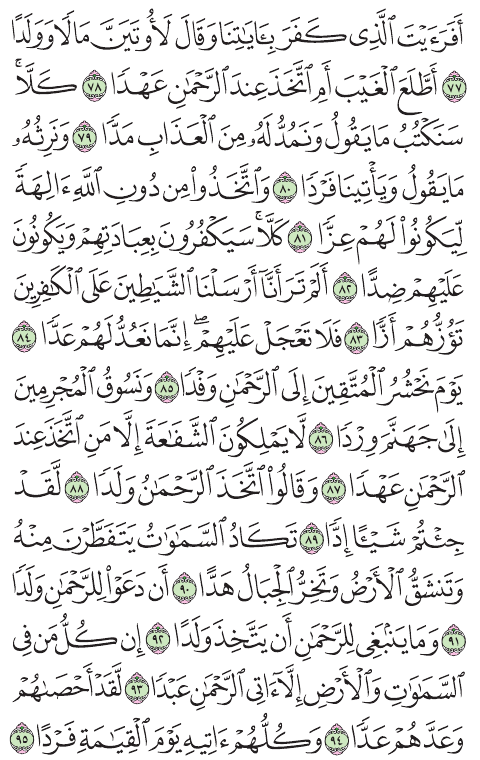 أَفَرَءَيْتَ ٱلَّذِى كَفَرَ بِـَٔايَـٰتِنَا وَقَالَ لَأُوتَيَنَّ مَالًا وَوَلَدًا
٧٧ أَطَّلَعَ ٱلْغَيْبَ أَمِ ٱتَّخَذَ عِندَ ٱلرَّحْمَـٰنِ عَهْدًا ٧٨ كَلَّا ۚ
سَنَكْتُبُ مَا يَقُولُ وَنَمُدُّ لَهُۥ مِنَ ٱلْعَذَابِ مَدًّا ٧٩ وَنَرِثُهُۥ
مَا يَقُولُ وَيَأْتِينَا فَرْدًا ٨٠ وَٱتَّخَذُوا۟ مِن دُونِ ٱللَّهِ ءَالِهَةً
لِّيَكُونُوا۟ لَهُمْ عِزًّا ٨١ كَلَّا ۚ سَيَكْفُرُونَ بِعِبَادَتِهِمْ وَيَكُونُونَ
عَلَيْهِمْ ضِدًّا ٨٢ أَلَمْ تَرَ أَنَّآ أَرْسَلْنَا ٱلشَّيَـٰطِينَ عَلَى ٱلْكَـٰفِرِينَ
تَؤُزُّهُمْ أَزًّا ٨٣ فَلَا تَعْجَلْ عَلَيْهِمْ ۖ إِنَّمَا نَعُدُّ لَهُمْ عَدًّا ٨٤
يَوْمَ نَحْشُرُ ٱلْمُتَّقِينَ إِلَى ٱلرَّحْمَـٰنِ وَفْدًا ٨٥ وَنَسُوقُ ٱلْمُجْرِمِينَ
إِلَىٰ جَهَنَّمَ وِرْدًا ٨٦ لَّا يَمْلِكُونَ ٱلشَّفَـٰعَةَ إِلَّا مَنِ ٱتَّخَذَ عِندَ
ٱلرَّحْمَـٰنِ عَهْدًا ٨٧ وَقَالُوا۟ ٱتَّخَذَ ٱلرَّحْمَـٰنُ وَلَدًا ٨٨ لَّقَدْ
جِئْتُمْ شَيْـًٔا إِدًّا ٨٩ تَكَادُ ٱلسَّمَـٰوَٰتُ يَتَفَطَّرْنَ مِنْهُ
وَتَنشَقُّ ٱلْأَرْضُ وَتَخِرُّ ٱلْجِبَالُ هَدًّا ٩٠ أَن دَعَوْا۟ لِلرَّحْمَـٰنِ وَلَدًا
٩١ وَمَا يَنۢبَغِى لِلرَّحْمَـٰنِ أَن يَتَّخِذَ وَلَدًا ٩٢ إِن كُلُّ مَن فِى
ٱلسَّمَـٰوَٰتِ وَٱلْأَرْضِ إِلَّآ ءَاتِى ٱلرَّحْمَـٰنِ عَبْدًا ٩٣ لَّقَدْ أَحْصَىٰهُمْ
وَعَدَّهُمْ عَدًّا ٩٤ وَكُلُّهُمْ ءَاتِيهِ يَوْمَ ٱلْقِيَـٰمَةِ فَرْدًا ٩٥